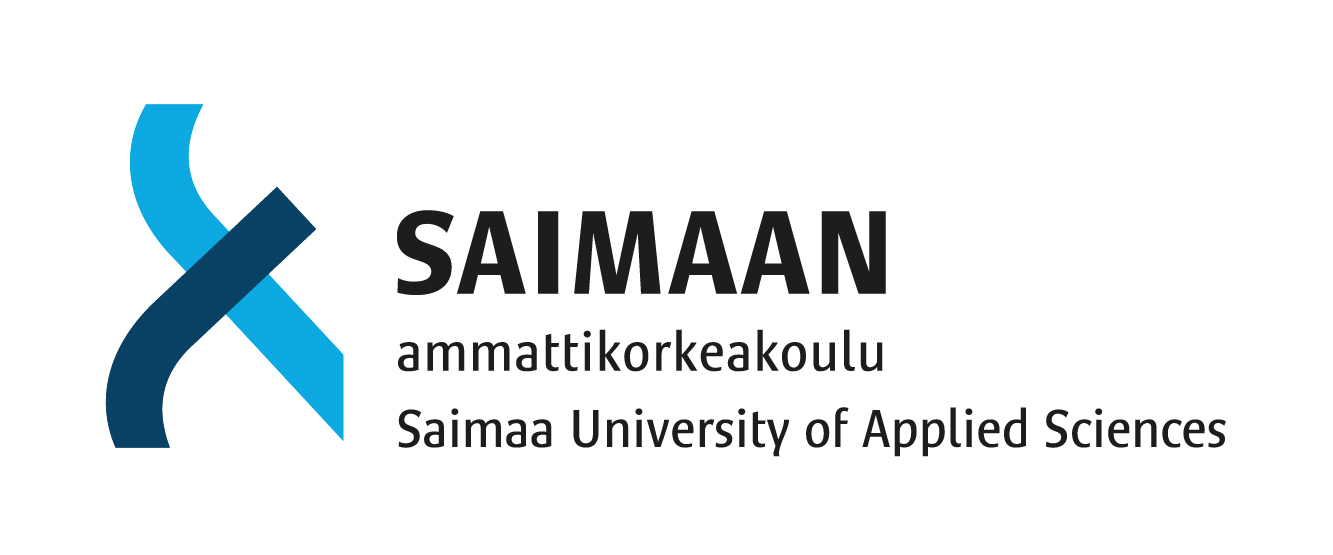 SAIMAAN
ammattikorkeakoulu
Saimaa University of Applied Sciences